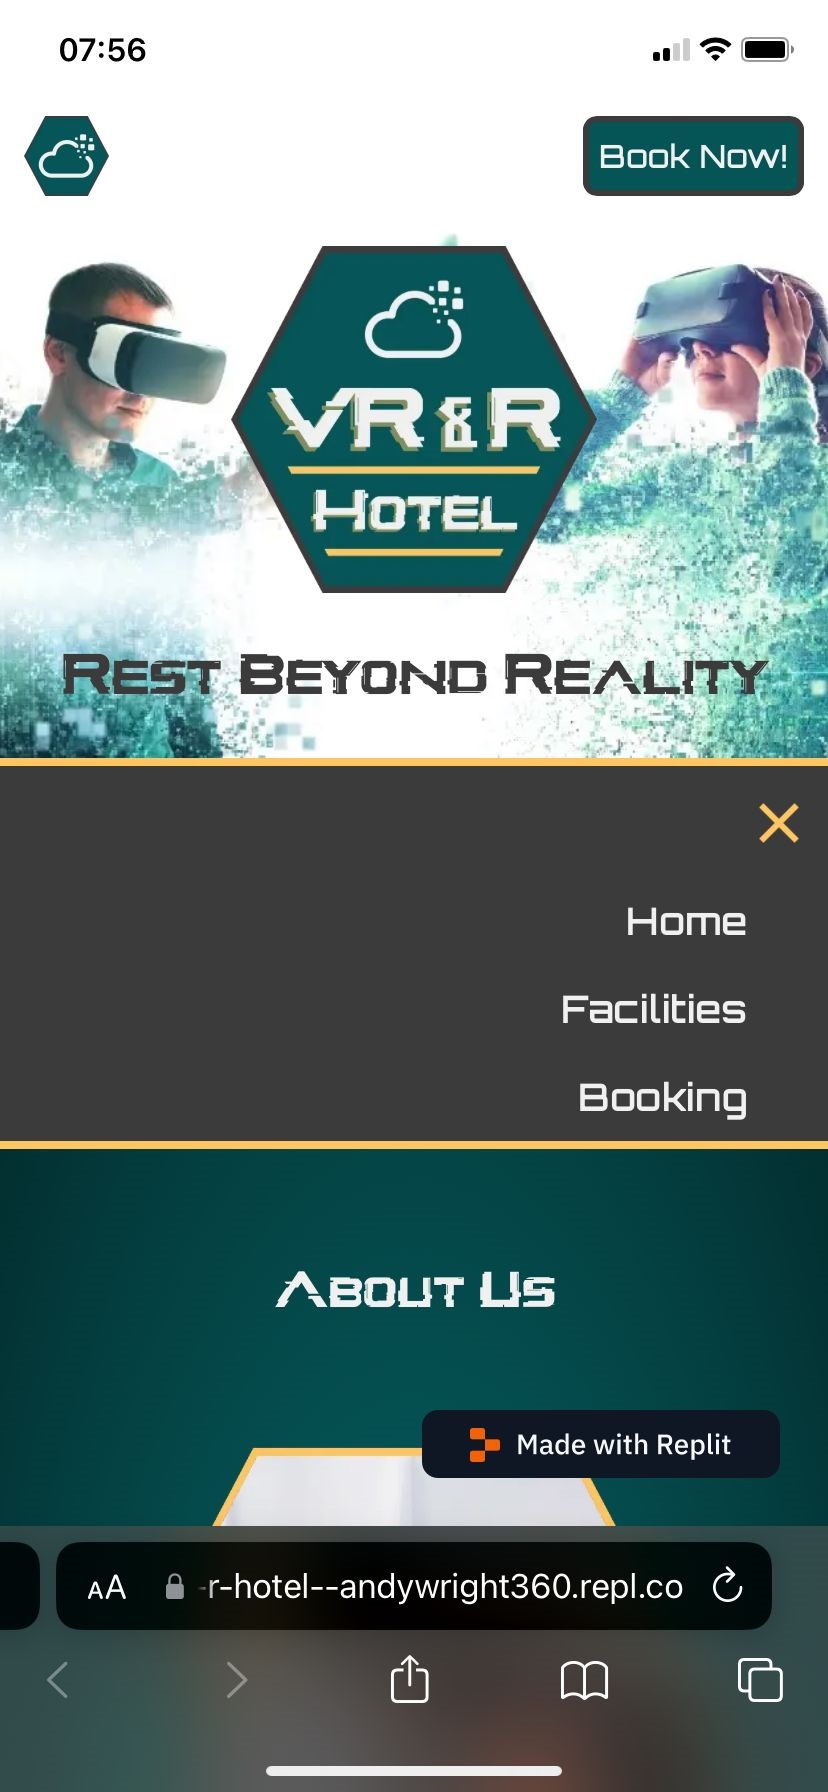 07:56
Book Now!
VR&R
HOTEL
REST BEYOND REALITY
Home
Facilities
Booking
ABOUT US
Made with Replit
AA -r-hotel--andywright360.repl.co